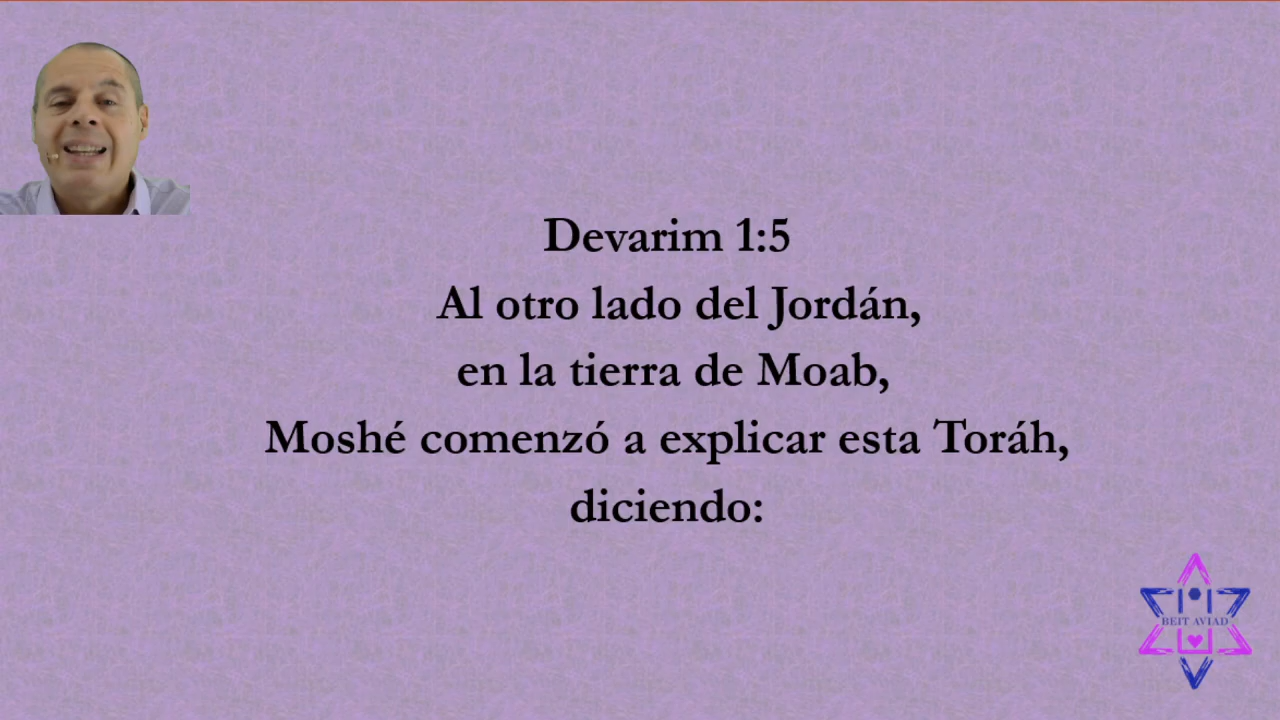 Devarim 1:5
Al otro lado del Jordán,
en la tierra de Moab,
Moshé comenzó a explicar esta Toráh,
diciendo:
BEIT AVIAD